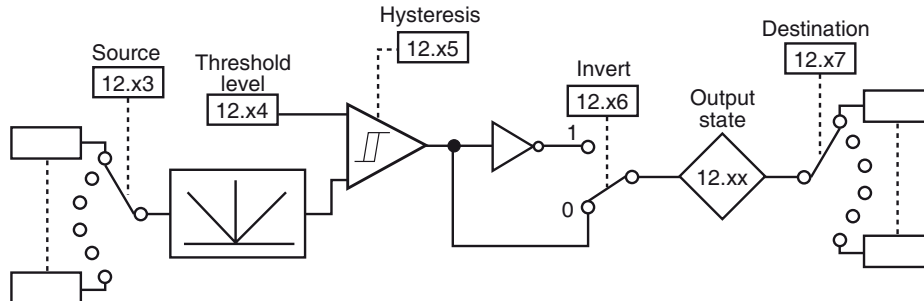 Source
12.x3
Threshold
level
12.x4
Hysteresis
12.x5
Invert
12.x6
1
0
Output
state
12.xx
Destination
12.x7